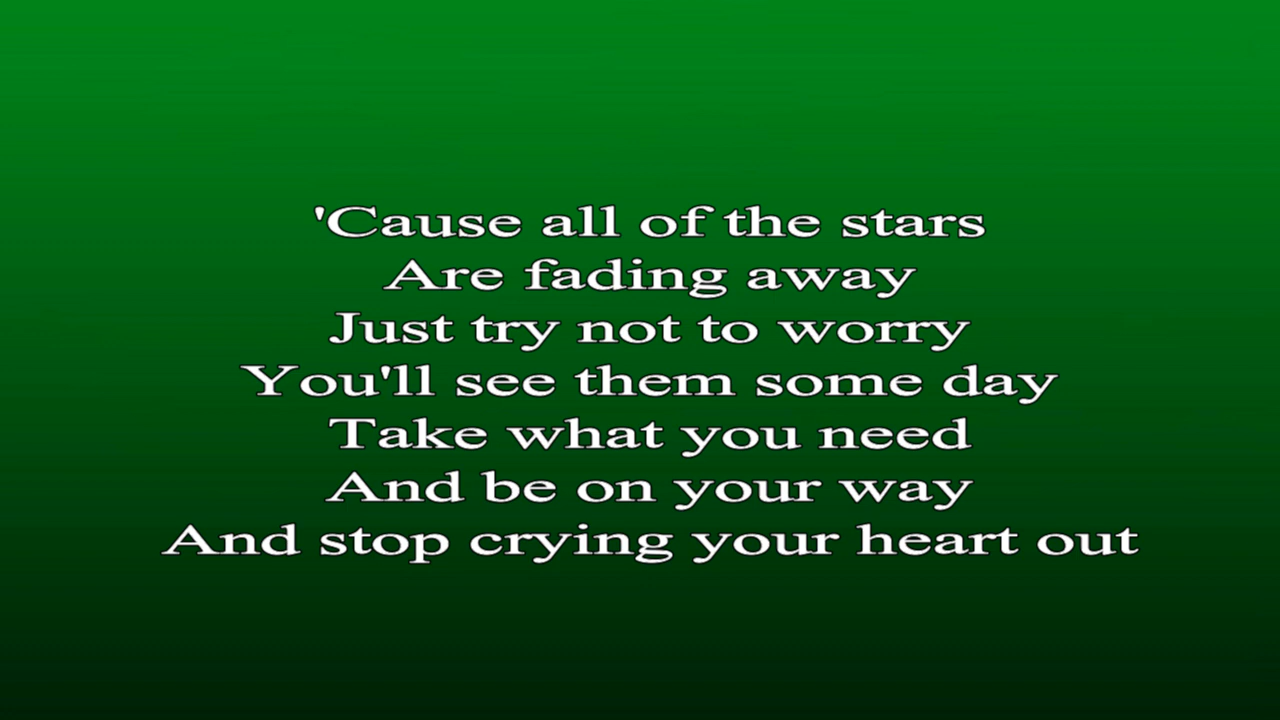 'Cause all of the stars
Are fading away
Just try not to worry
You'll see them some day
Take what you need
And be on your way
And stop crying your heart out